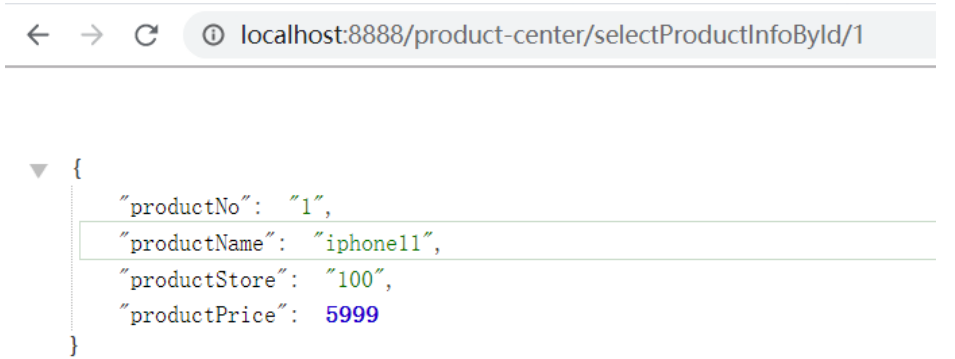 localhost:8888/product-center/selectProductInfoById/1
{
"productNo": "1",
"productName": "iphone11",
"productStore": "100",
"productPrice": 5999
}